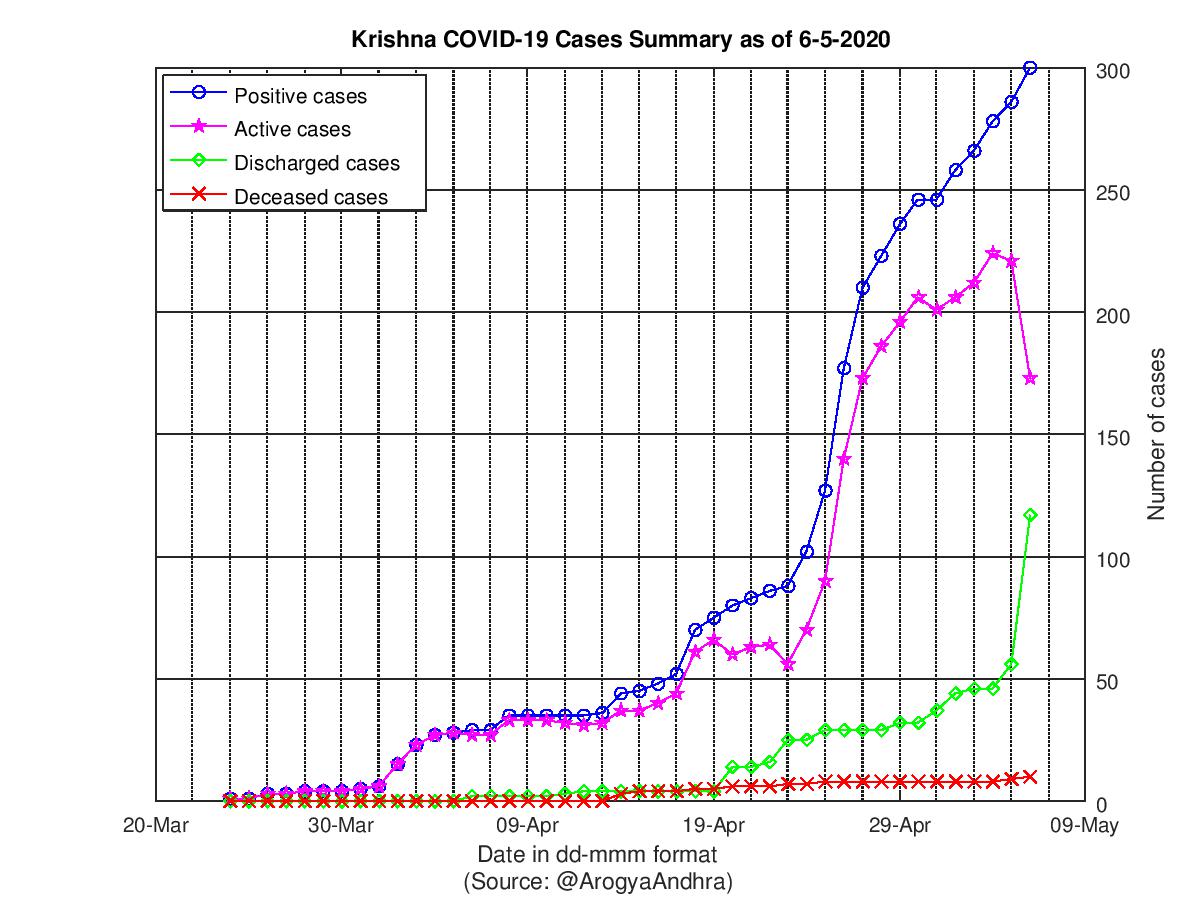 Krishna COVID-19 Cases Summary as of 6-5-2020
Positive cases
Active cases
Discharged cases
Deceased cases
300
250
200
150
100
50
0
Number of cases
20-Mar
30-Mar
09-Apr
19-Apr
29-Apr
09-May
Date in dd-mmm format
(Source: @ArogyaAndhra)